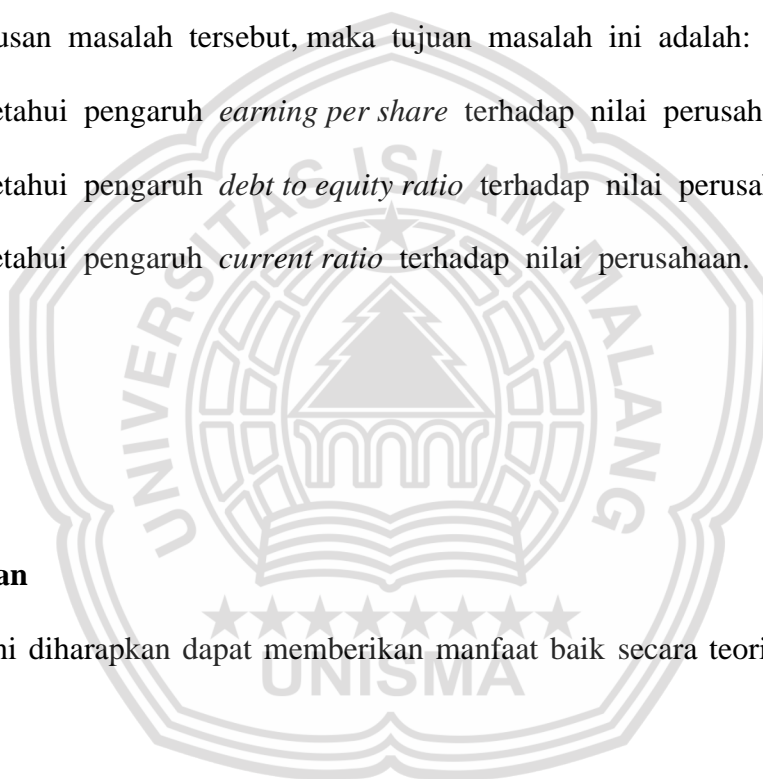 usan masalah tersebut, maka tujuan masalah ini adalah:
etahui pengaruh earning per share terhadap nilai perusah
etahui pengaruh debt to equity ratio terhadap nilai perusa
etahui pengaruh current ratio terhadap nilai perusahaan.
UNIVERSITAS ISLAM MALANG
an
ni diharapkan dapat memberikan manfaat baik secara teori
UNISMA